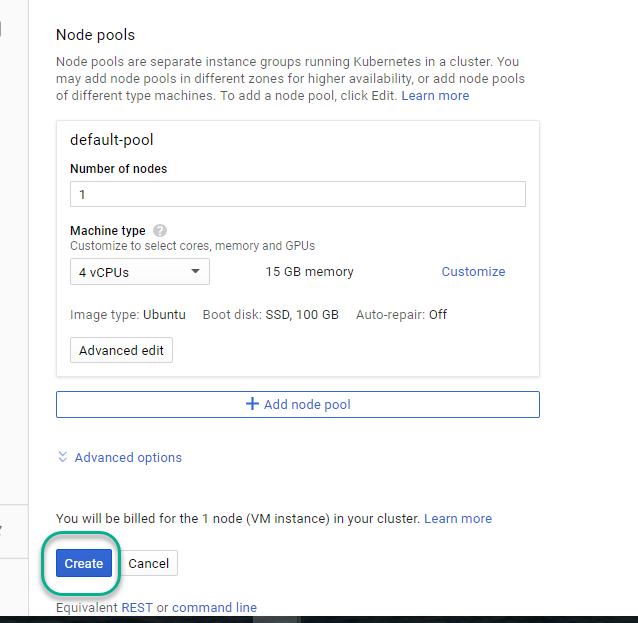 Node pools
Node pools are separate instance groups running Kubernetes in a cluster. You
may add node pools in different zones for higher availability, or add node pools
of different type machines. To add a node pool, click Edit. Learn more
default-pool
Number of nodes
1
Machine type ?
Customize to select cores, memory and GPUs
4 vCPUs 15 GB memory Customize
Image type: Ubuntu Boot disk: SSD, 100 GB Auto-repair: Off
Advanced edit
+ Add node pool
Advanced options
You will be billed for the 1 node (VM instance) in your cluster. Learn more
Create Cancel
Equivalent REST or command line